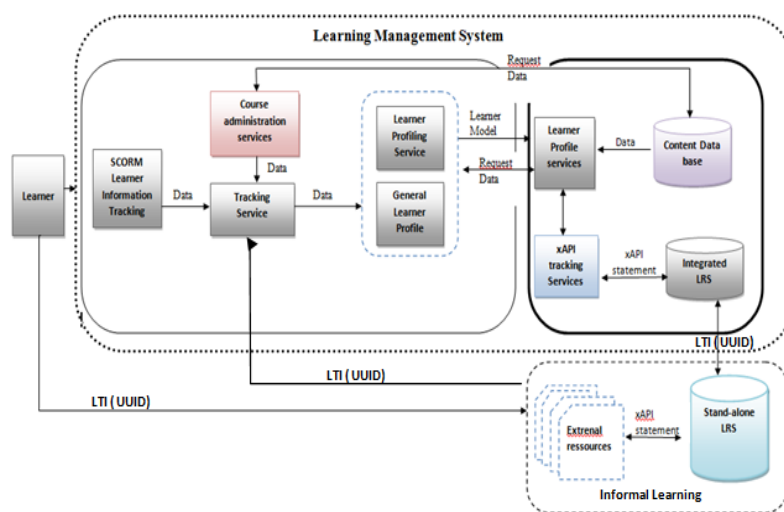 Learning Management System
Request
Data
Course
administration
services
Learner
Profiling
Service
Learner
Model
Learner
Profile
services
Data
Content Data
base
SCORM
Learner
Information
Tracking
Learner
Data
Data
Tracking
Service
Data
Request
Data
General
Learner
Profile
xAPI
tracking
Services
xAPI
statement
Integrated
LRS
LTI ( UUID)
LTI ( UUID)
LTI ( UUID)
Extrenal
ressources
xAPI
statement
Stand-alone
LRS
Informal Learning